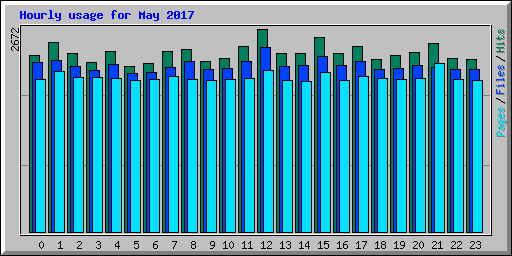 Hourly usage for May 2017
2672
Pages/Files/Hits
0 1 2 3 4 5 6 7 8 9 10 11 12 13 14 15 16 17 18 19 20 21 22 23